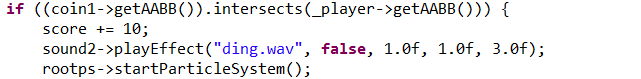 if ((coin1->getAABB()).intersects(_player->getAABB())) {
    score += 10;
    sound2->playEffect("ding.wav", false, 1.0f, 1.0f, 3.0f);
    rootps->startParticleSystem();